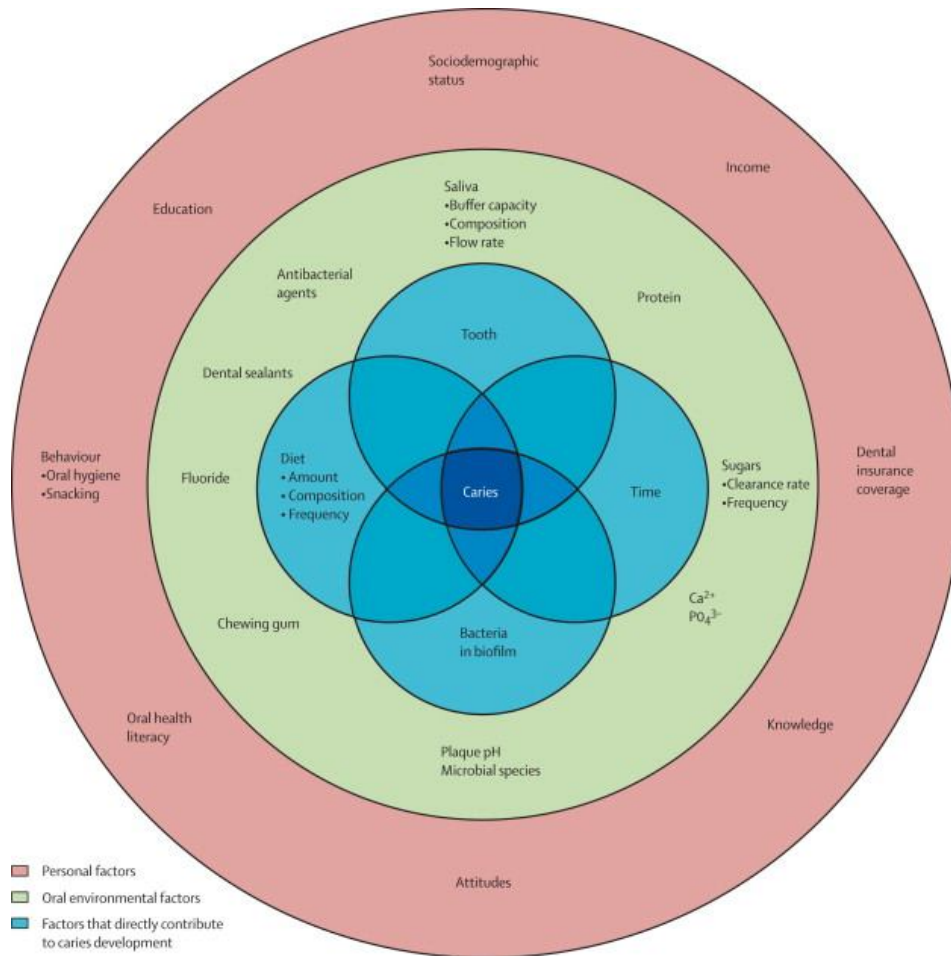 Sociodemographic
status
Income
Education
Saliva
•Buffer capacity
•Composition
•Flow rate
Antibacterial
agents
Protein
Tooth
Dental sealants
Behaviour
•Oral hygiene
•Snacking
Fluoride
Diet
• Amount
• Composition
• Frequency
Caries
Time
Sugars
•Clearance rate
•Frequency
Dental
insurance
coverage
Ca²⁺
PO₄³⁻
Chewing gum
Bacteria
in biofilm
Oral health
literacy
Knowledge
Plaque pH
Microbial species
Attitudes
Personal factors
Oral environmental factors
Factors that directly contribute
to caries development